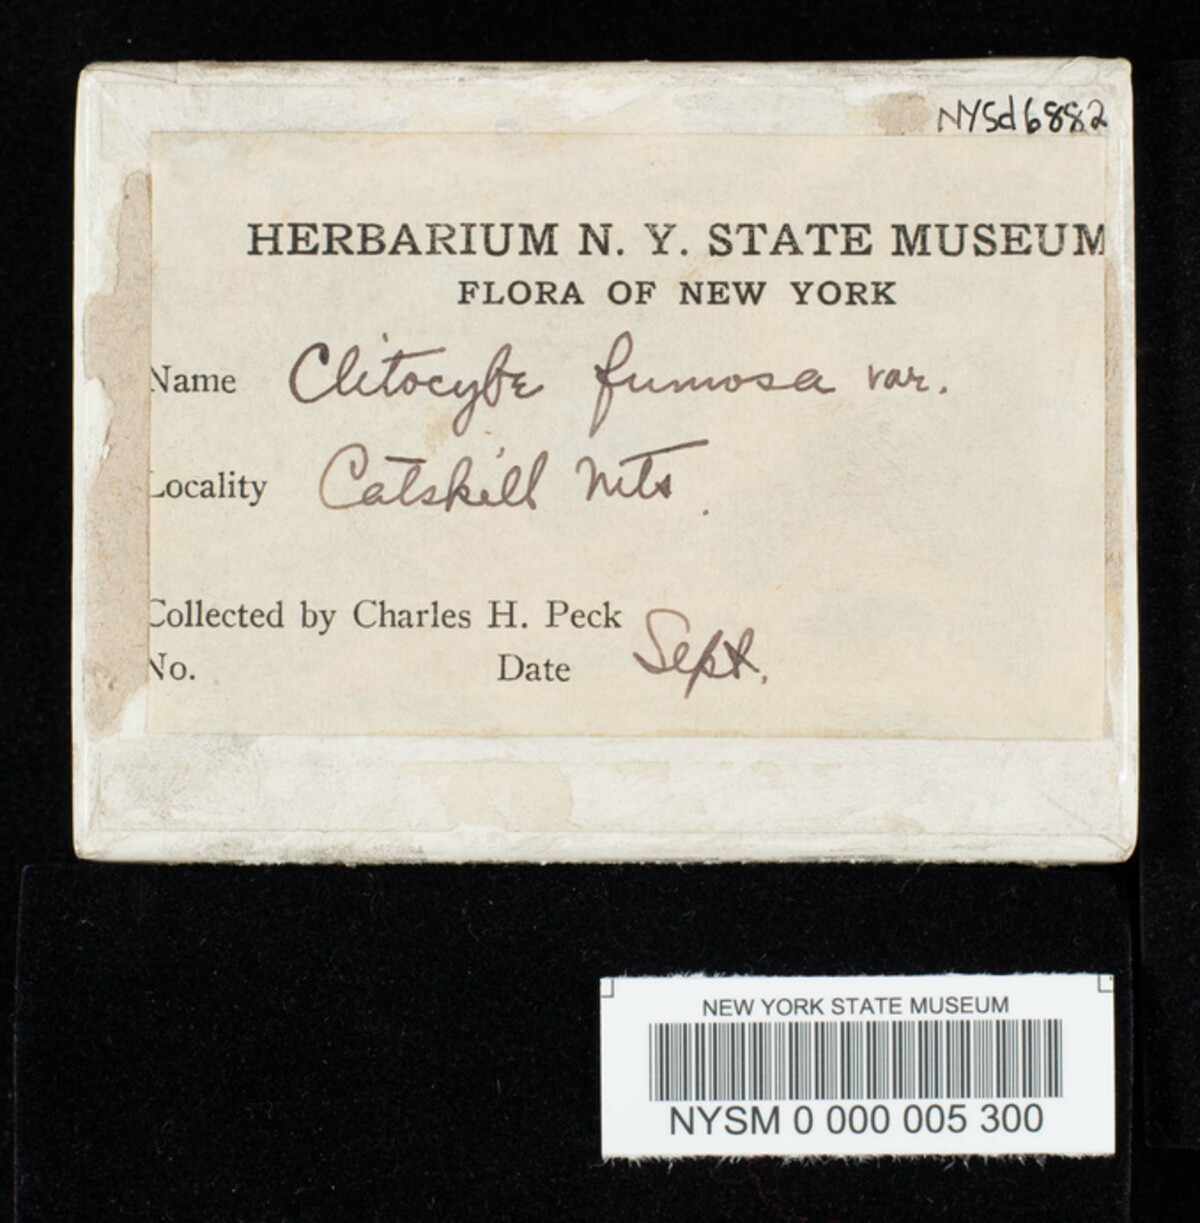 NYSd6882
HERBARIUM N. Y. STATE MUSEUM
FLORA OF NEW YORK
Name Clitocybe fumosa var.
Locality Catskill Mts.
Collected by Charles H. Peck
No. Date Sept.
NEW YORK STATE MUSEUM
NYSM 0 000 005 300